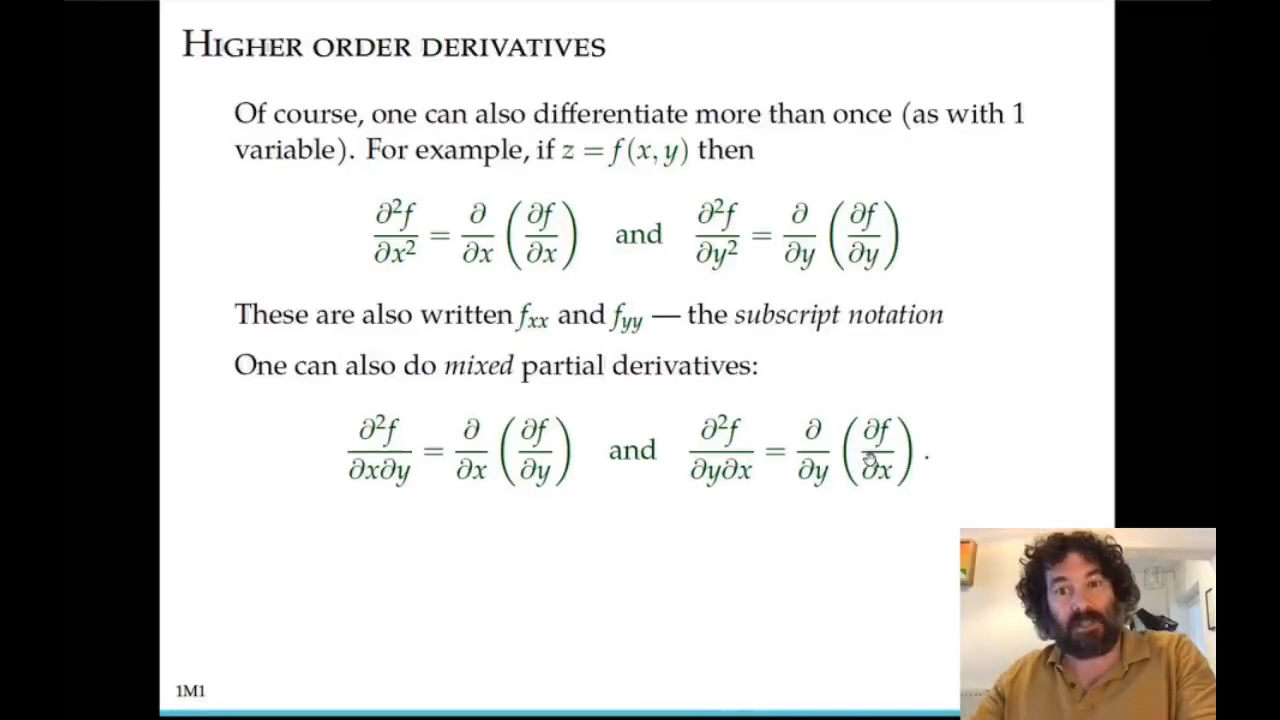 HIGHER ORDER DERIVATIVES
Of course, one can also differentiate more than once (as with 1
variable). For example, if z = f(x, y) then
∂²f/∂x² = ∂/∂x (∂f/∂x) and ∂²f/∂y² = ∂/∂y (∂f/∂y)
These are also written fxx and fyy — the subscript notation
One can also do mixed partial derivatives:
∂²f/∂x∂y = ∂/∂x (∂f/∂y) and ∂²f/∂y∂x = ∂/∂y (∂f/∂x) .
1M1